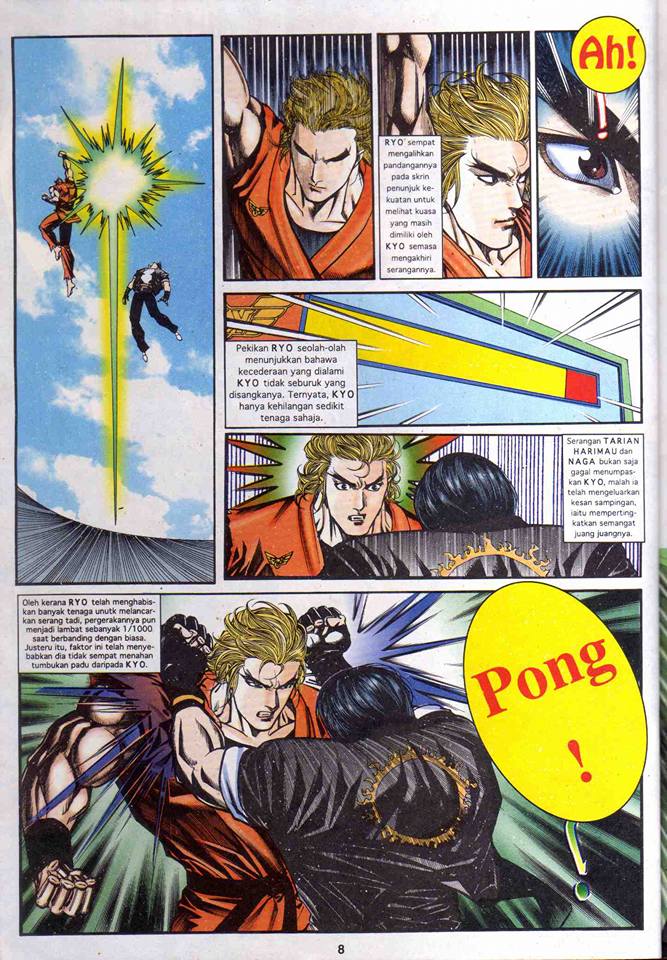 Ah!
RYO sempat
mengalihkan
pandangannya
pada skrin
penunjuk ke-
kuatan untuk
melihat kuasa
yang masih
dimiliki oleh
KYO semasa
mengakhiri
serangannya.
!
Pekikan RYO seolah-olah
menunjukkan bahawa
kecederaan yang dialami
KYO tidak seburuk yang
disangkanya. Ternyata, KYO
hanya kehilangan sedikit
tenaga sahaja.
Serangan TARIAN
HARIMAU dan
NAGA bukan saja
gagal menumpas-
kan KYO, malah ia
telah mengeluarkan
kesan sampingan,
iaitu memperting-
katkan semangat
juang juangnya.
Oleh kerana RYO telah menghabis-
kan banyak tenaga unutk melancar-
kan serang tadi, pergerakannya pun
menjadi lambat sebanyak 1/1000
saat berbanding dengan biasa.
Justeru itu, faktor ini telah menye-
babkan dia tidak sempat menahan
tumbukan padu daripada KYO.
Pong
!
!
8